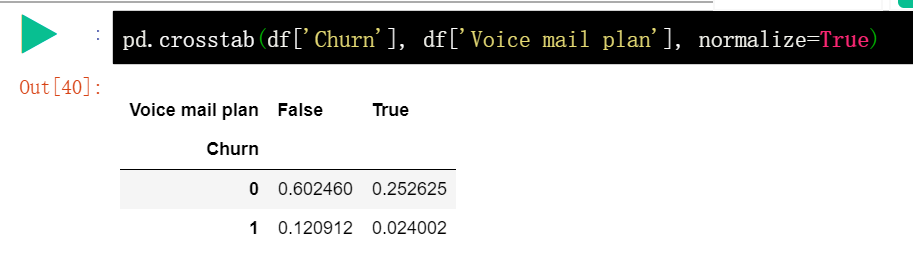 : pd.crosstab(df['Churn'], df['Voice mail plan'], normalize=True)
Out[40]:
Voice mail plan False True
Churn
0 0.602460 0.252625
1 0.120912 0.024002